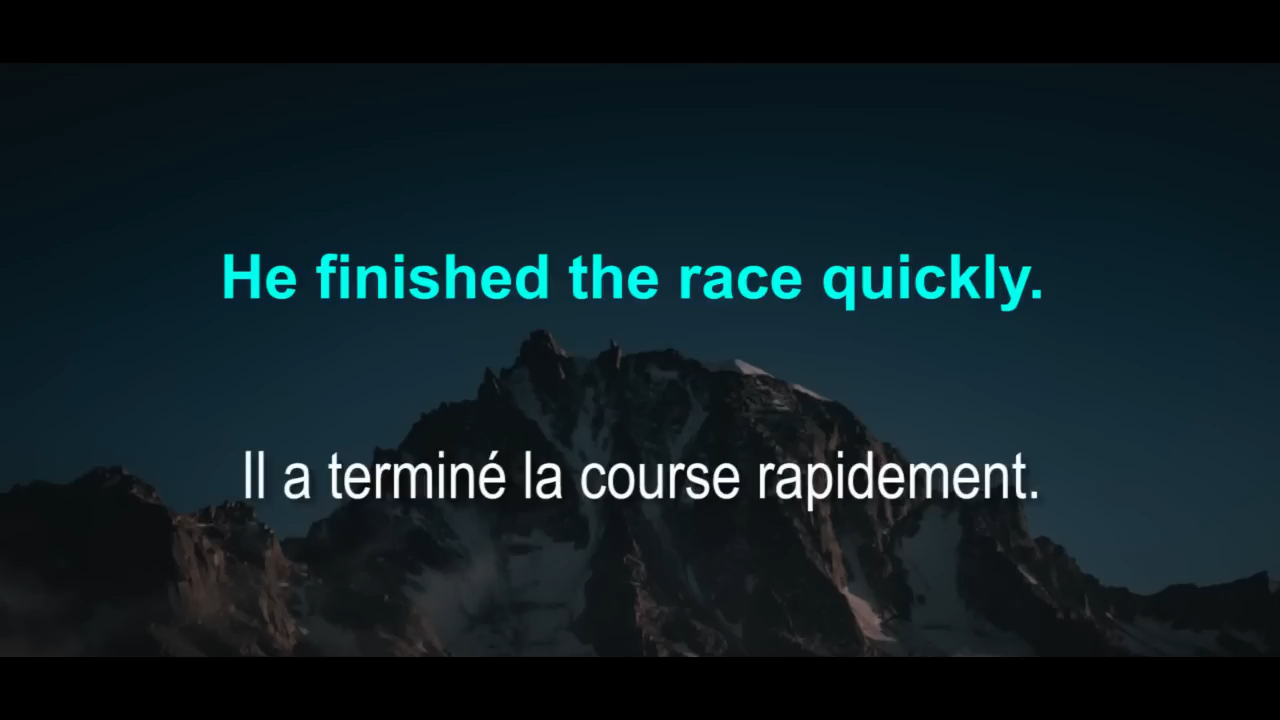 He finished the race quickly.
Il a terminé la course rapidement.